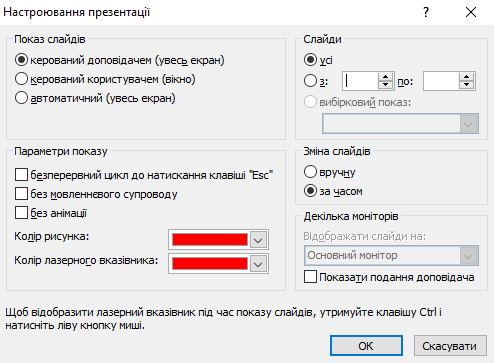 Настроювання презентації
Показ слайдів
керований доповідачем (увесь екран)
керований користувачем (вікно)
автоматичний (увесь екран)
Слайди
усі
з:
по:
вибірковий показ:
Параметри показу
безперервний цикл до натискання клавіші "Esc"
без мовленнєвого супроводу
без анімації
Колір рисунка:
Колір лазерного вказівника:
Зміна слайдів
вручну
за часом
Декілька моніторів
Відображати слайди на:
Основний монітор
Показати подання доповідача
Щоб відобразити лазерний вказівник під час показу слайдів, утримуйте клавішу Ctrl і
натисніть ліву кнопку миші.
ОК
Скасувати